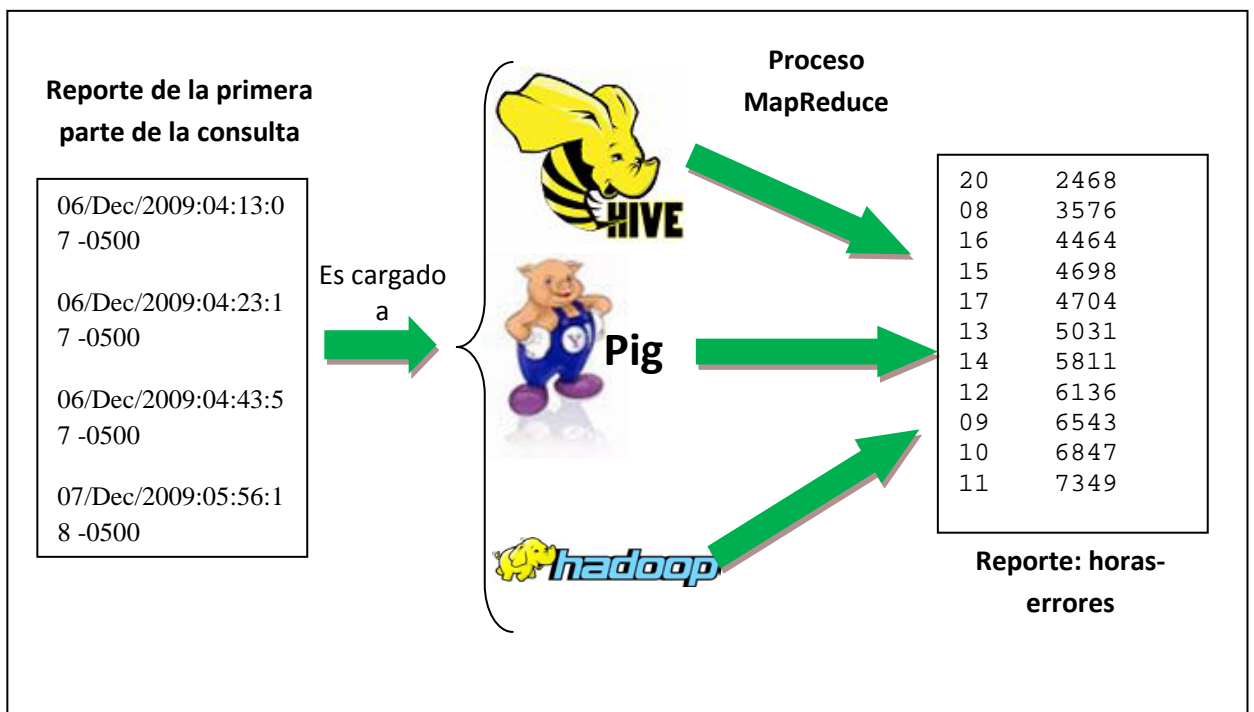 Reporte de la primera
parte de la consulta
06/Dec/2009:04:13:0
7 -0500
06/Dec/2009:04:23:1
7 -0500
06/Dec/2009:04:43:5
7 -0500
07/Dec/2009:05:56:1
8 -0500
Es cargado
a
HIVE
Y
Pig
hadoop
Proceso
MapReduce
20 2468
08 3576
16 4464
15 4698
17 4704
13 5031
14 5811
12 6136
09 6543
10 6847
11 7349
Reporte: horas-
errores